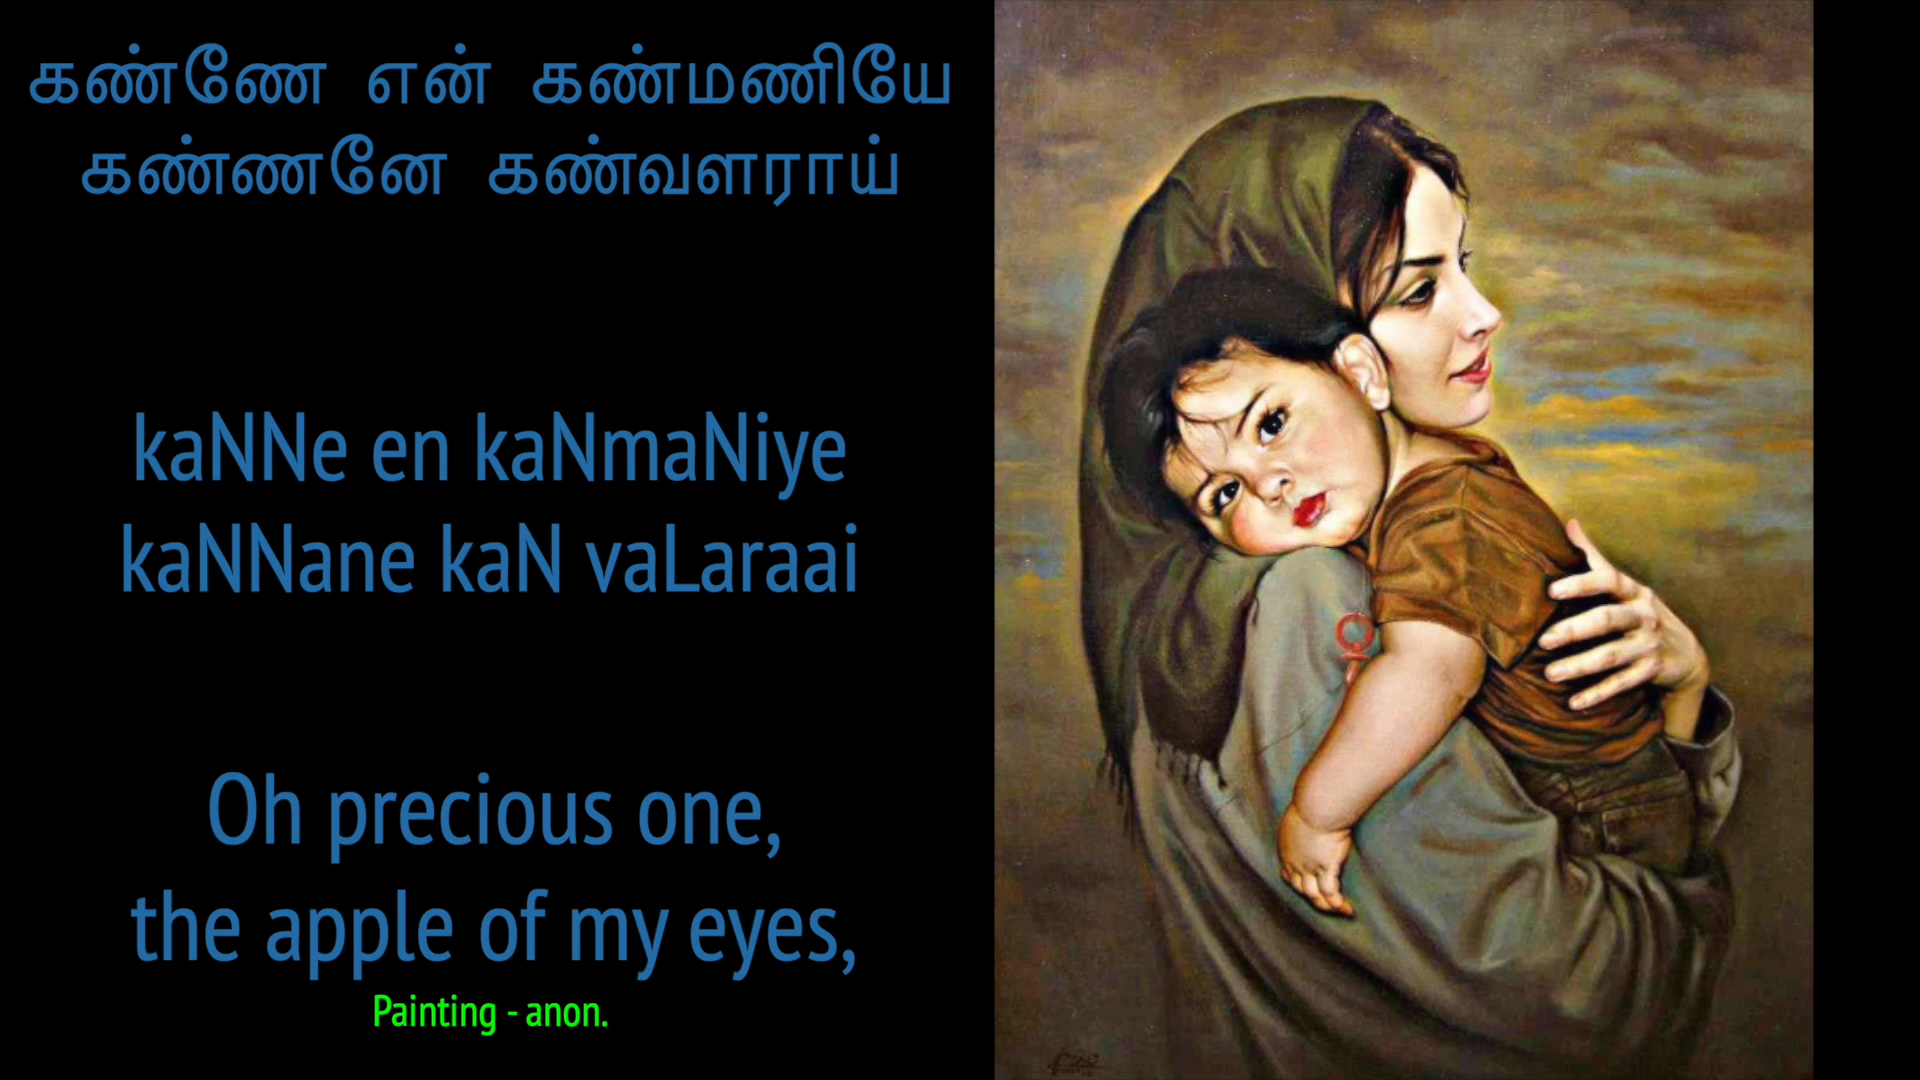 கண்ணே என் கண்மணியே
கண்ணனே கண்வளராய்
kaNNe en kaNmaNiye
kaNNane kaN vaLaraai
Oh precious one,
the apple of my eyes,
Painting - anon.